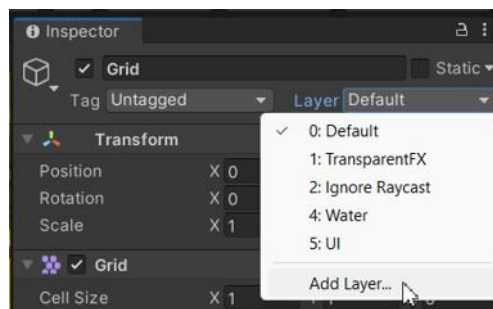 Inspector
Grid
Static
Tag Untagged Layer Default
Transform
0: Default
1: TransparentFX
Position X 0
2: Ignore Raycast
Rotation X 0
4: Water
Scale X 1
5: UI
Grid
Add Layer...
Cell Size X 1